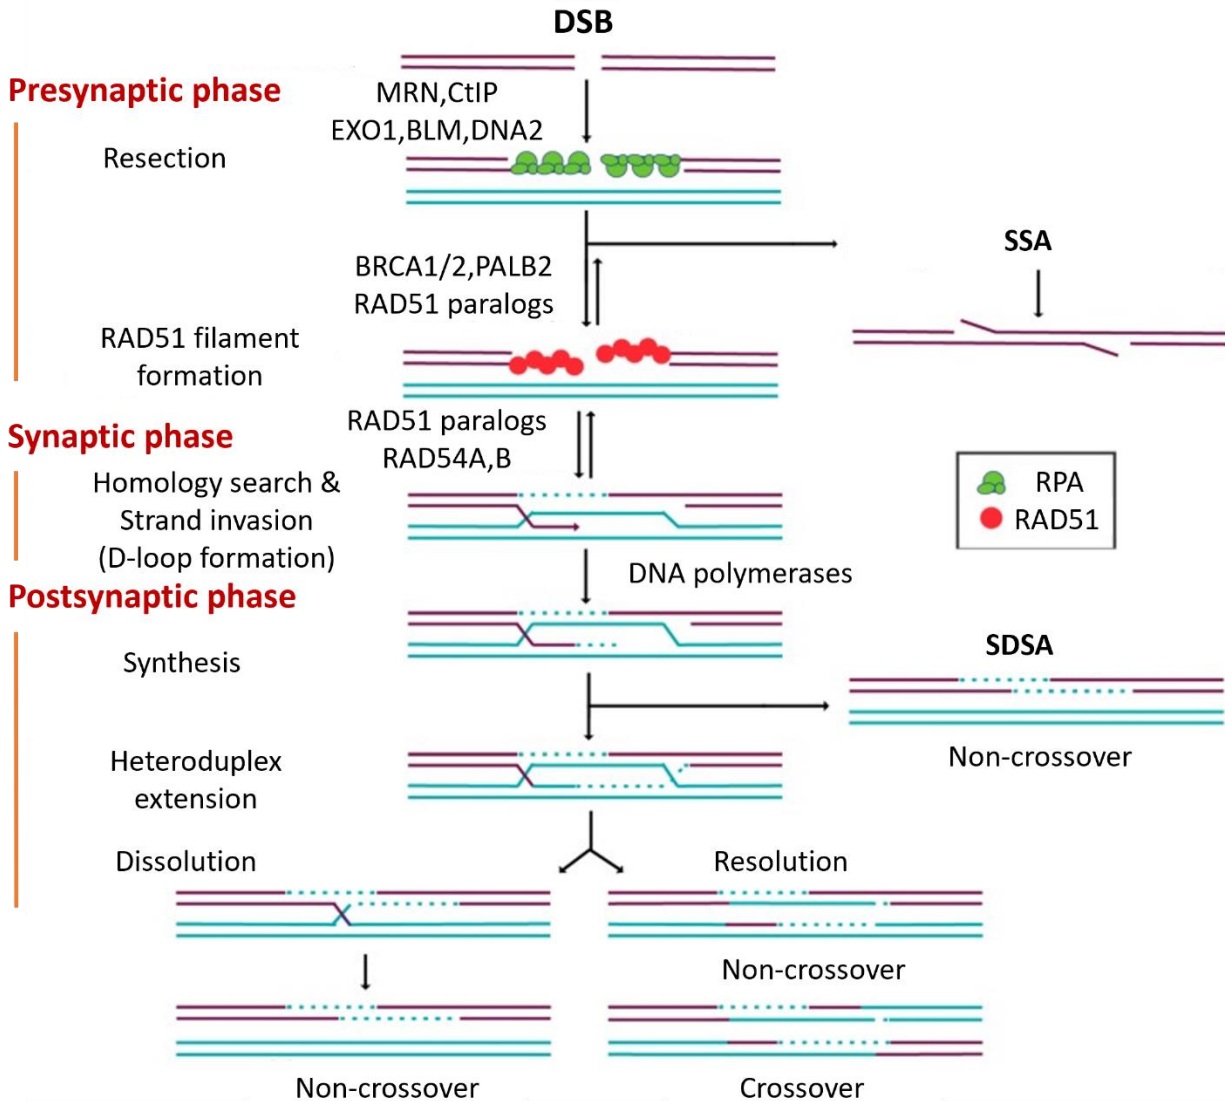 DSB
Presynaptic phase
MRN,CtIP
EXO1,BLM,DNA2
Resection
SSA
BRCA1/2,PALB2
RAD51 paralogs
RAD51 filament
formation
RAD51 paralogs
RAD54A,B
Synaptic phase
Homology search &
Strand invasion
(D-loop formation)
RPA
RAD51
Postsynaptic phase
DNA polymerases
Synthesis
SDSA
Non-crossover
Heteroduplex
extension
Dissolution
Resolution
Non-crossover
Non-crossover
Crossover